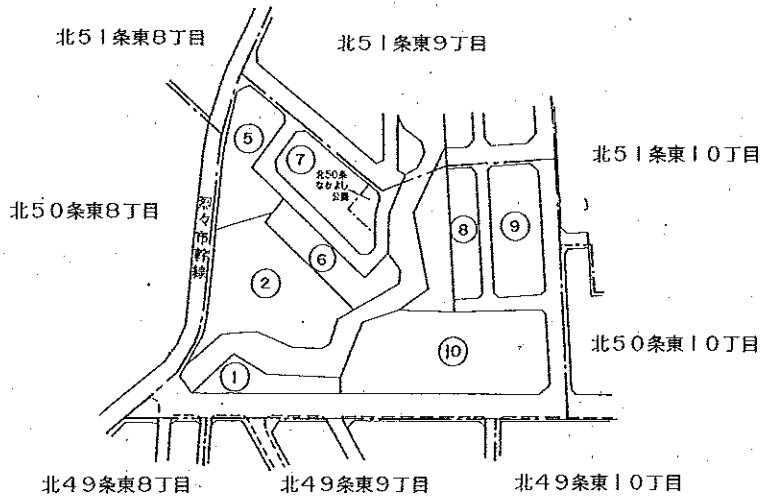 北51条東8丁目
北51条東9丁目
⑤
⑦
北50条
なかよし
公園
北51条東10丁目
北50条東8丁目
烈々布幹線
⑧
⑨
⑥
②
北50条東10丁目
⑩
①
北49条東8丁目
北49条東9丁目
北49条東10丁目